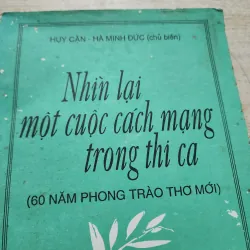 HUY CẬN - HÀ MINH ĐỨC (chủ biên)
Nhìn lại
một cuộc cách mạng
trong thi ca
(60 NĂM PHONG TRÀO THƠ MỚI)